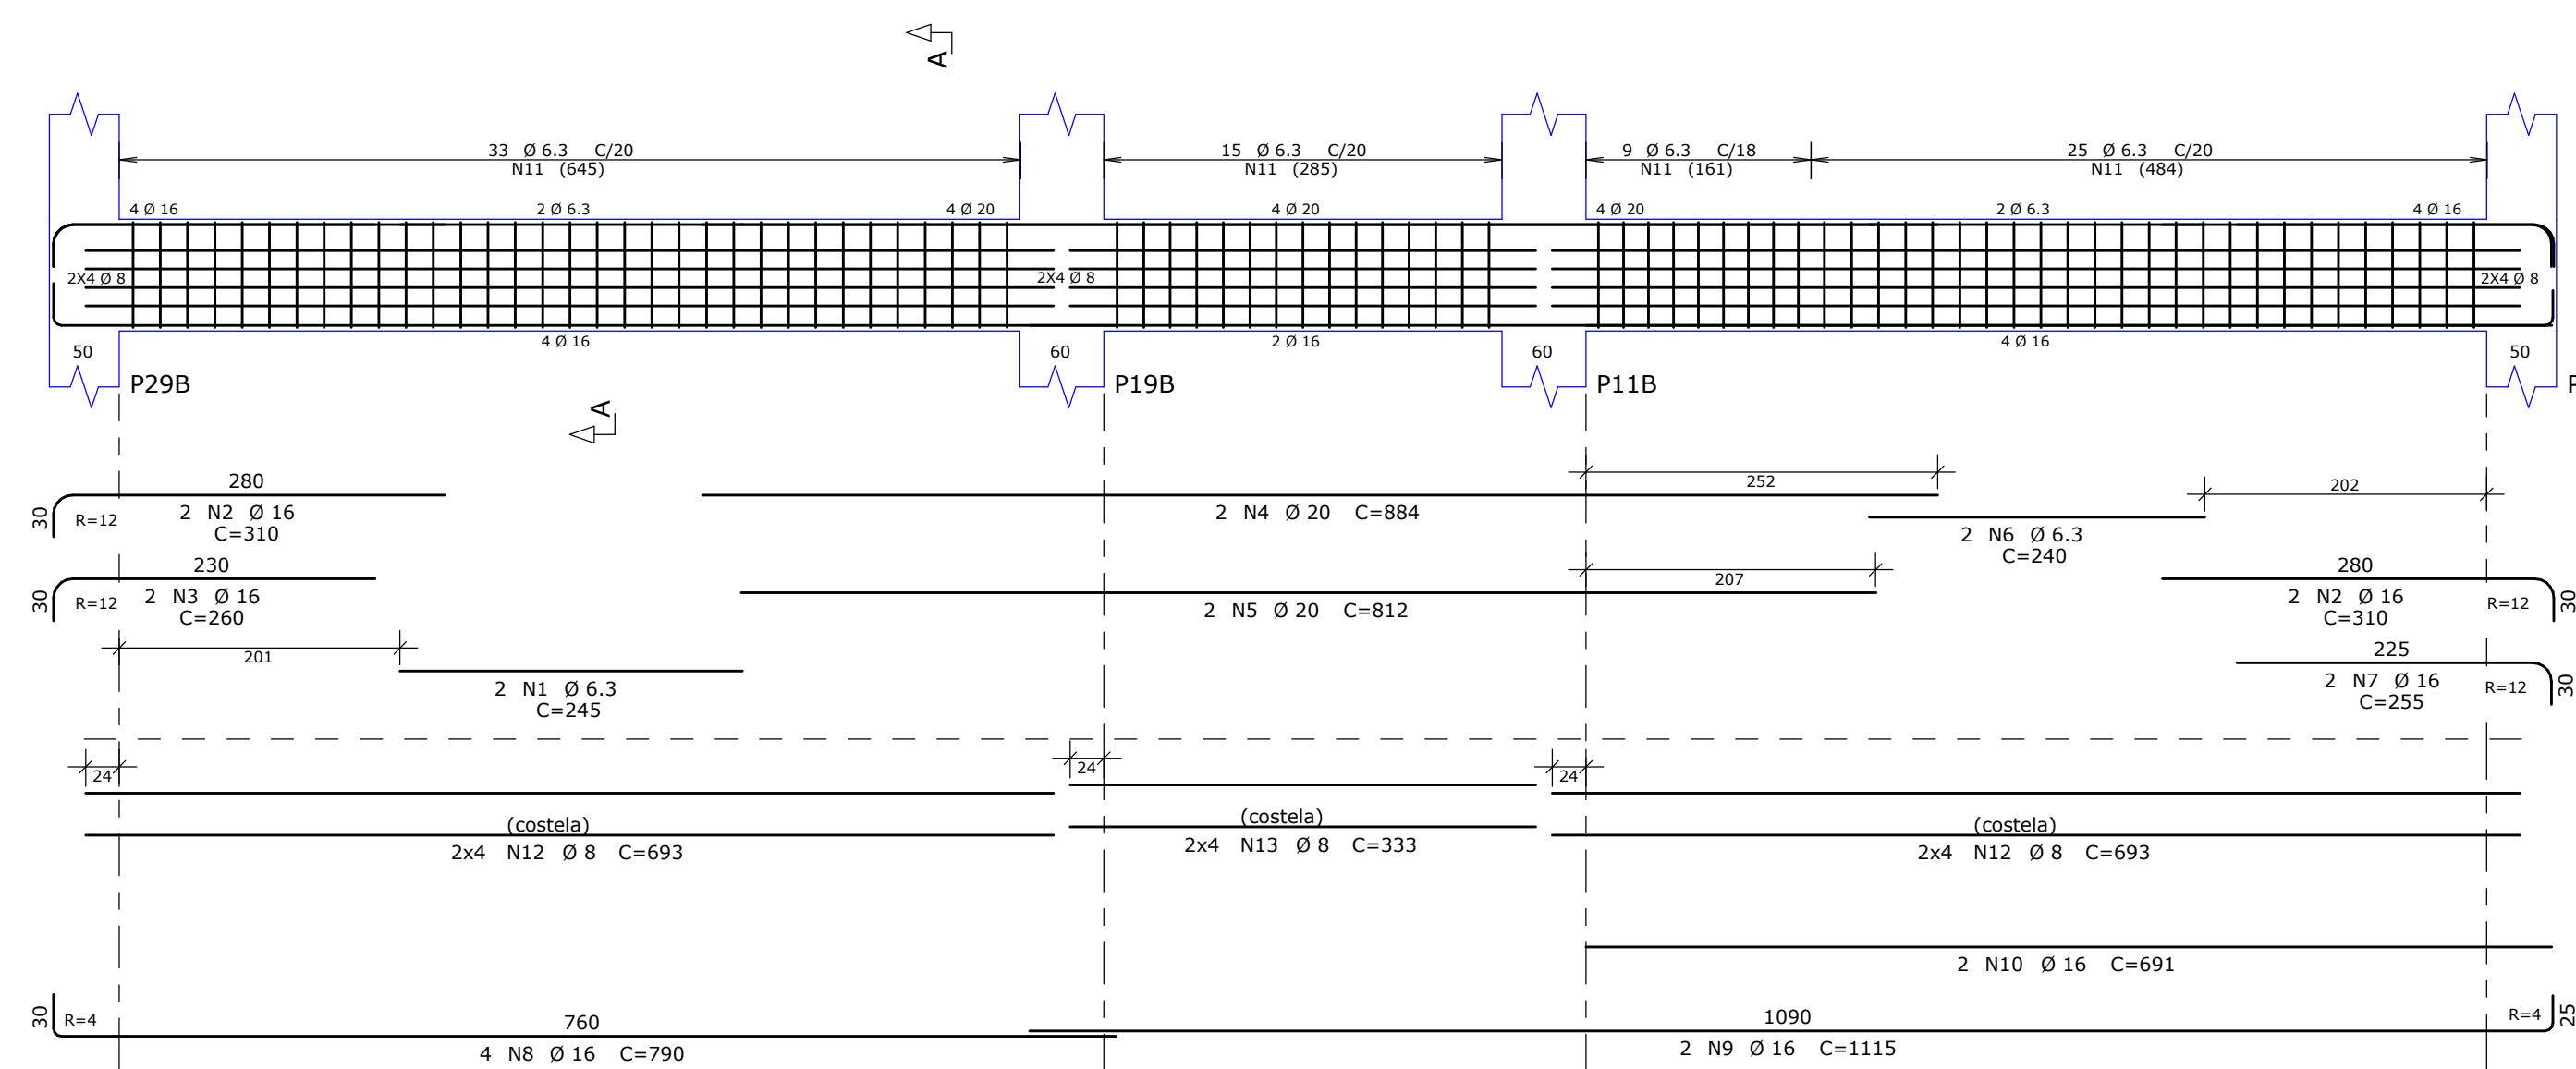 A
33 Ø 6.3 C/20
N11 (645)
15 Ø 6.3 C/20
N11 (285)
9 Ø 6.3 C/18
N11 (161)
25 Ø 6.3 C/20
N11 (484)
4 Ø 16
2 Ø 6.3
4 Ø 20
4 Ø 20
4 Ø 20
2 Ø 6.3
4 Ø 16
2X4 Ø 8
2X4 Ø 8
2X4 Ø 8
4 Ø 16
2 Ø 16
4 Ø 16
50
60
60
50
P29B
P19B
P11B
P
A
280
30
R=12
2 N2 Ø 16
C=310
2 N4 Ø 20 C=884
252
202
2 N6 Ø 6.3
C=240
230
30
R=12
2 N3 Ø 16
C=260
2 N5 Ø 20 C=812
207
280
2 N2 Ø 16
C=310
R=12
30
201
2 N1 Ø 6.3
C=245
225
2 N7 Ø 16
C=255
R=12
30
24
24
24
(costela)
2x4 N12 Ø 8 C=693
(costela)
2x4 N13 Ø 8 C=333
(costela)
2x4 N12 Ø 8 C=693
2 N10 Ø 16 C=691
30
R=4
760
4 N8 Ø 16 C=790
1090
2 N9 Ø 16 C=1115
R=4
25